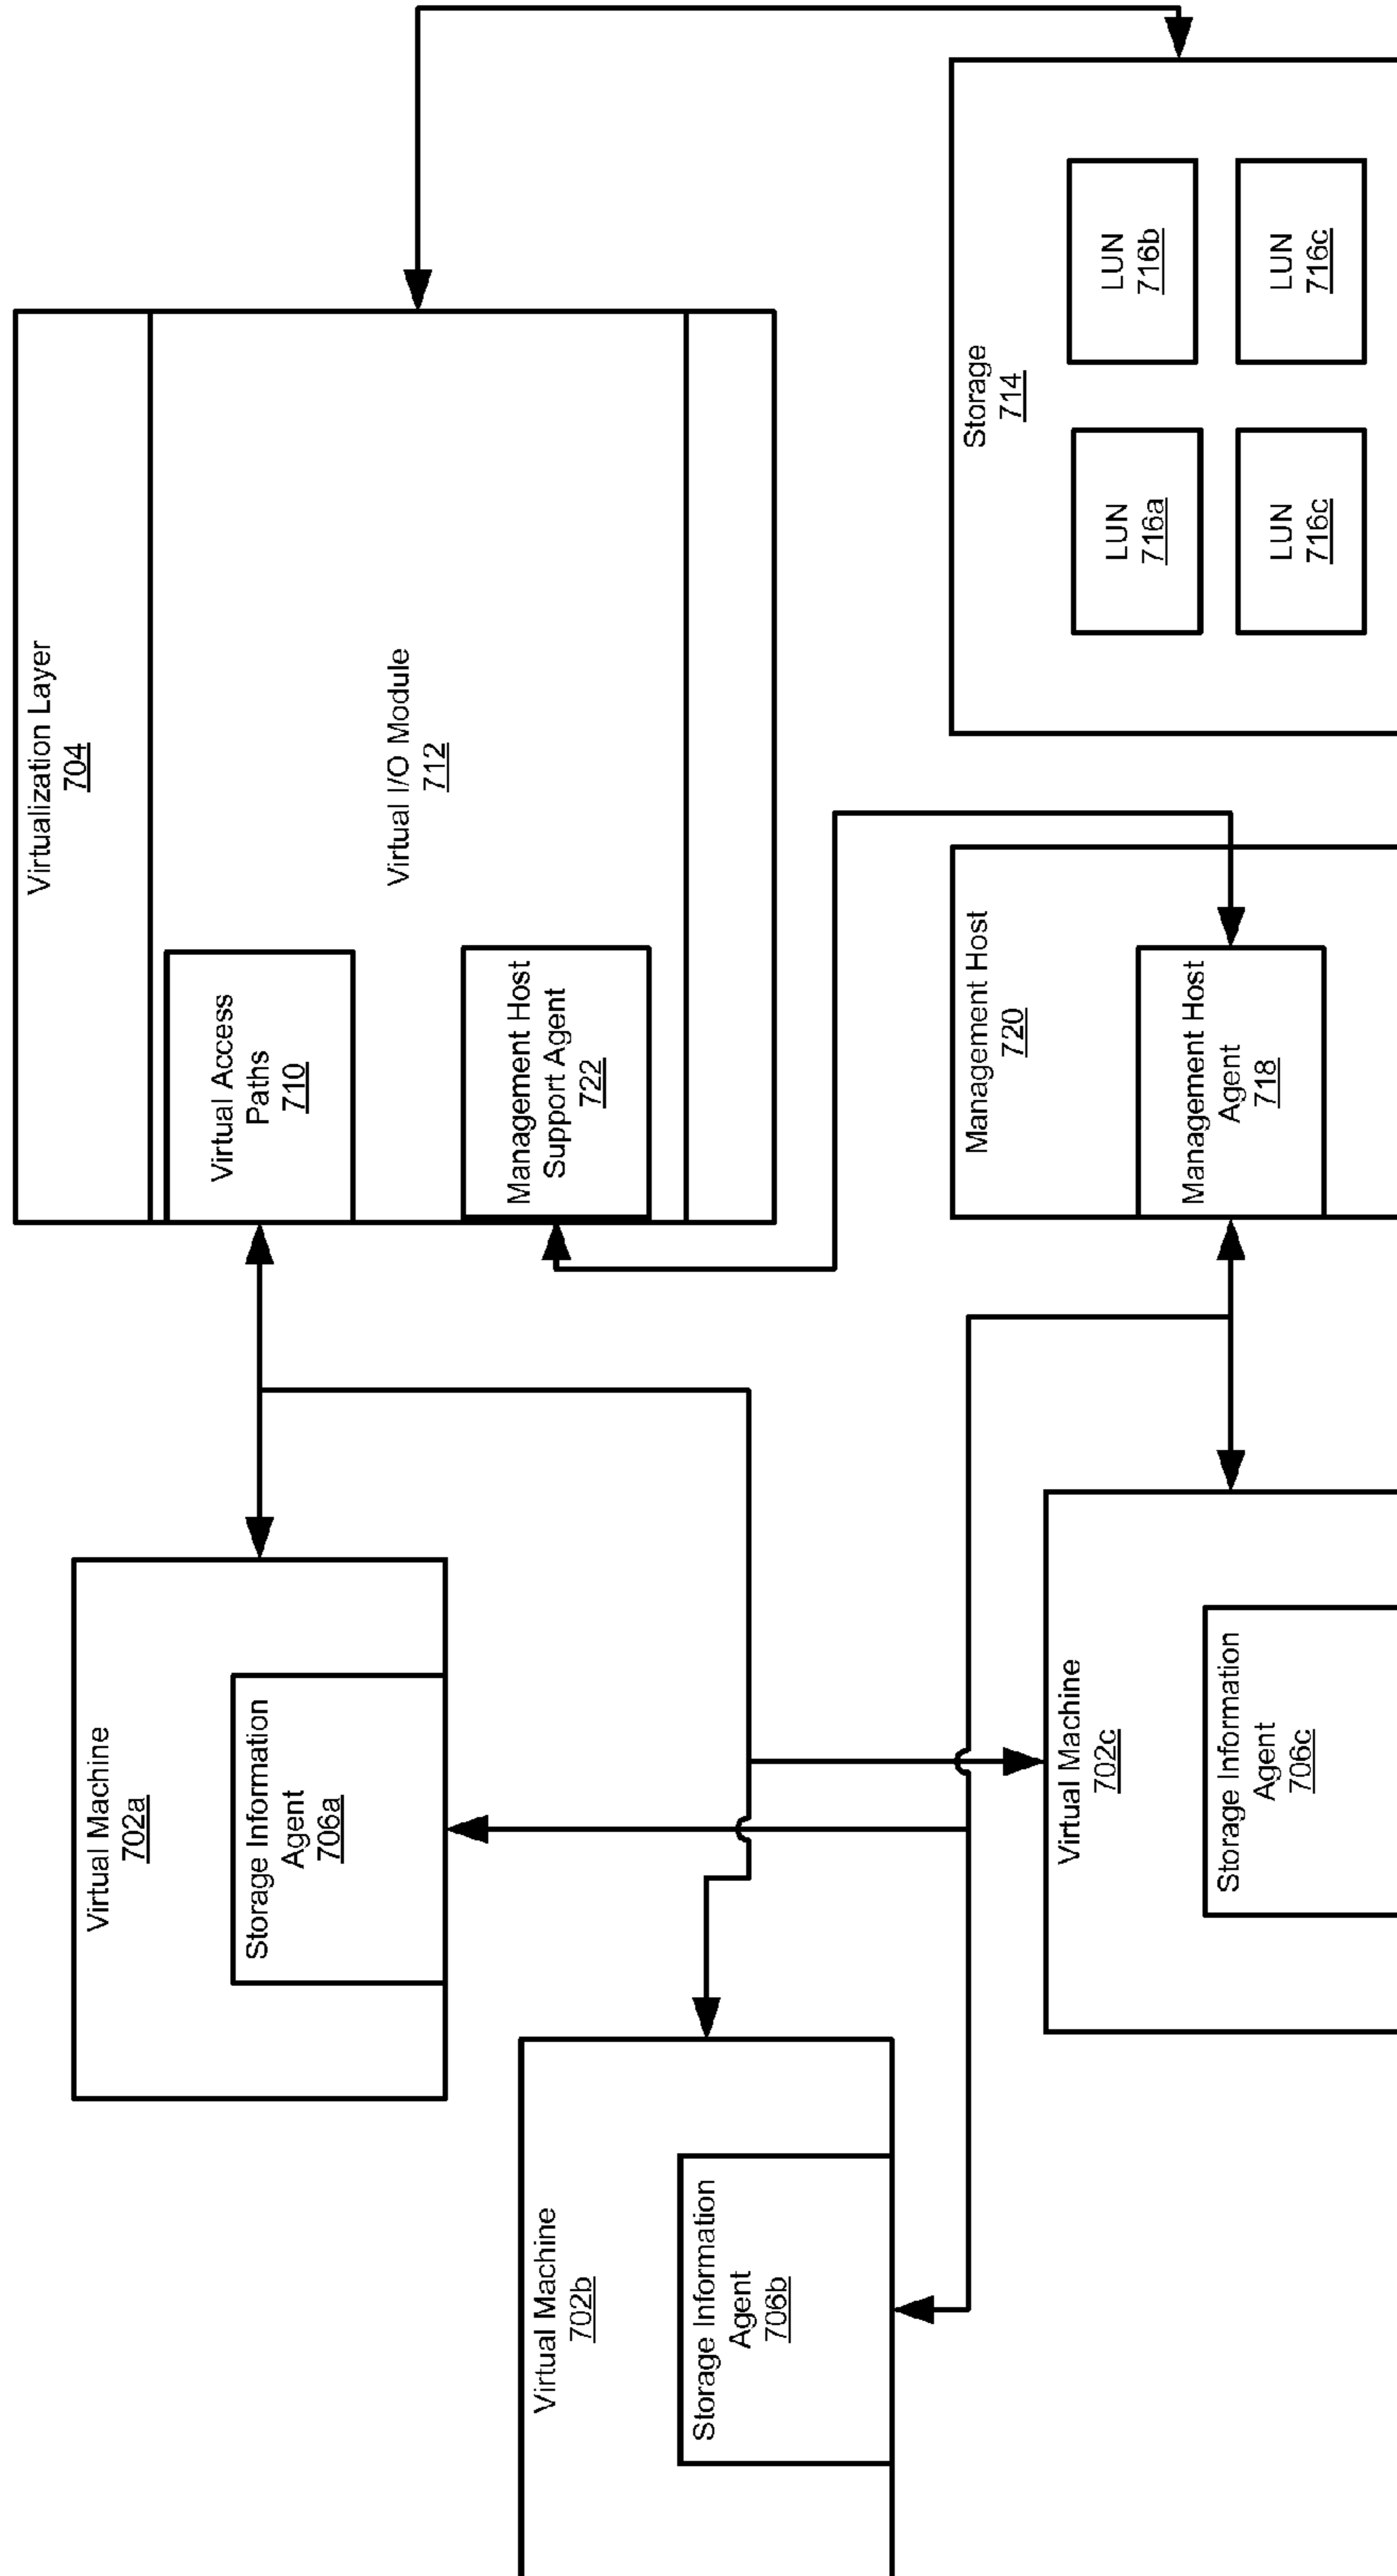 Virtual Machine
702a
Storage Information
Agent
706a
Virtualization Layer
704
Virtual Access
Paths
710
Virtual I/O Module
712
Management Host
Support Agent
722
Virtual Machine
702b
Storage Information
Agent
706b
Virtual Machine
702c
Storage Information
Agent
706c
Management Host
720
Management Host
Agent
718
Storage
714
LUN
716a
LUN
716b
LUN
716c
LUN
716c